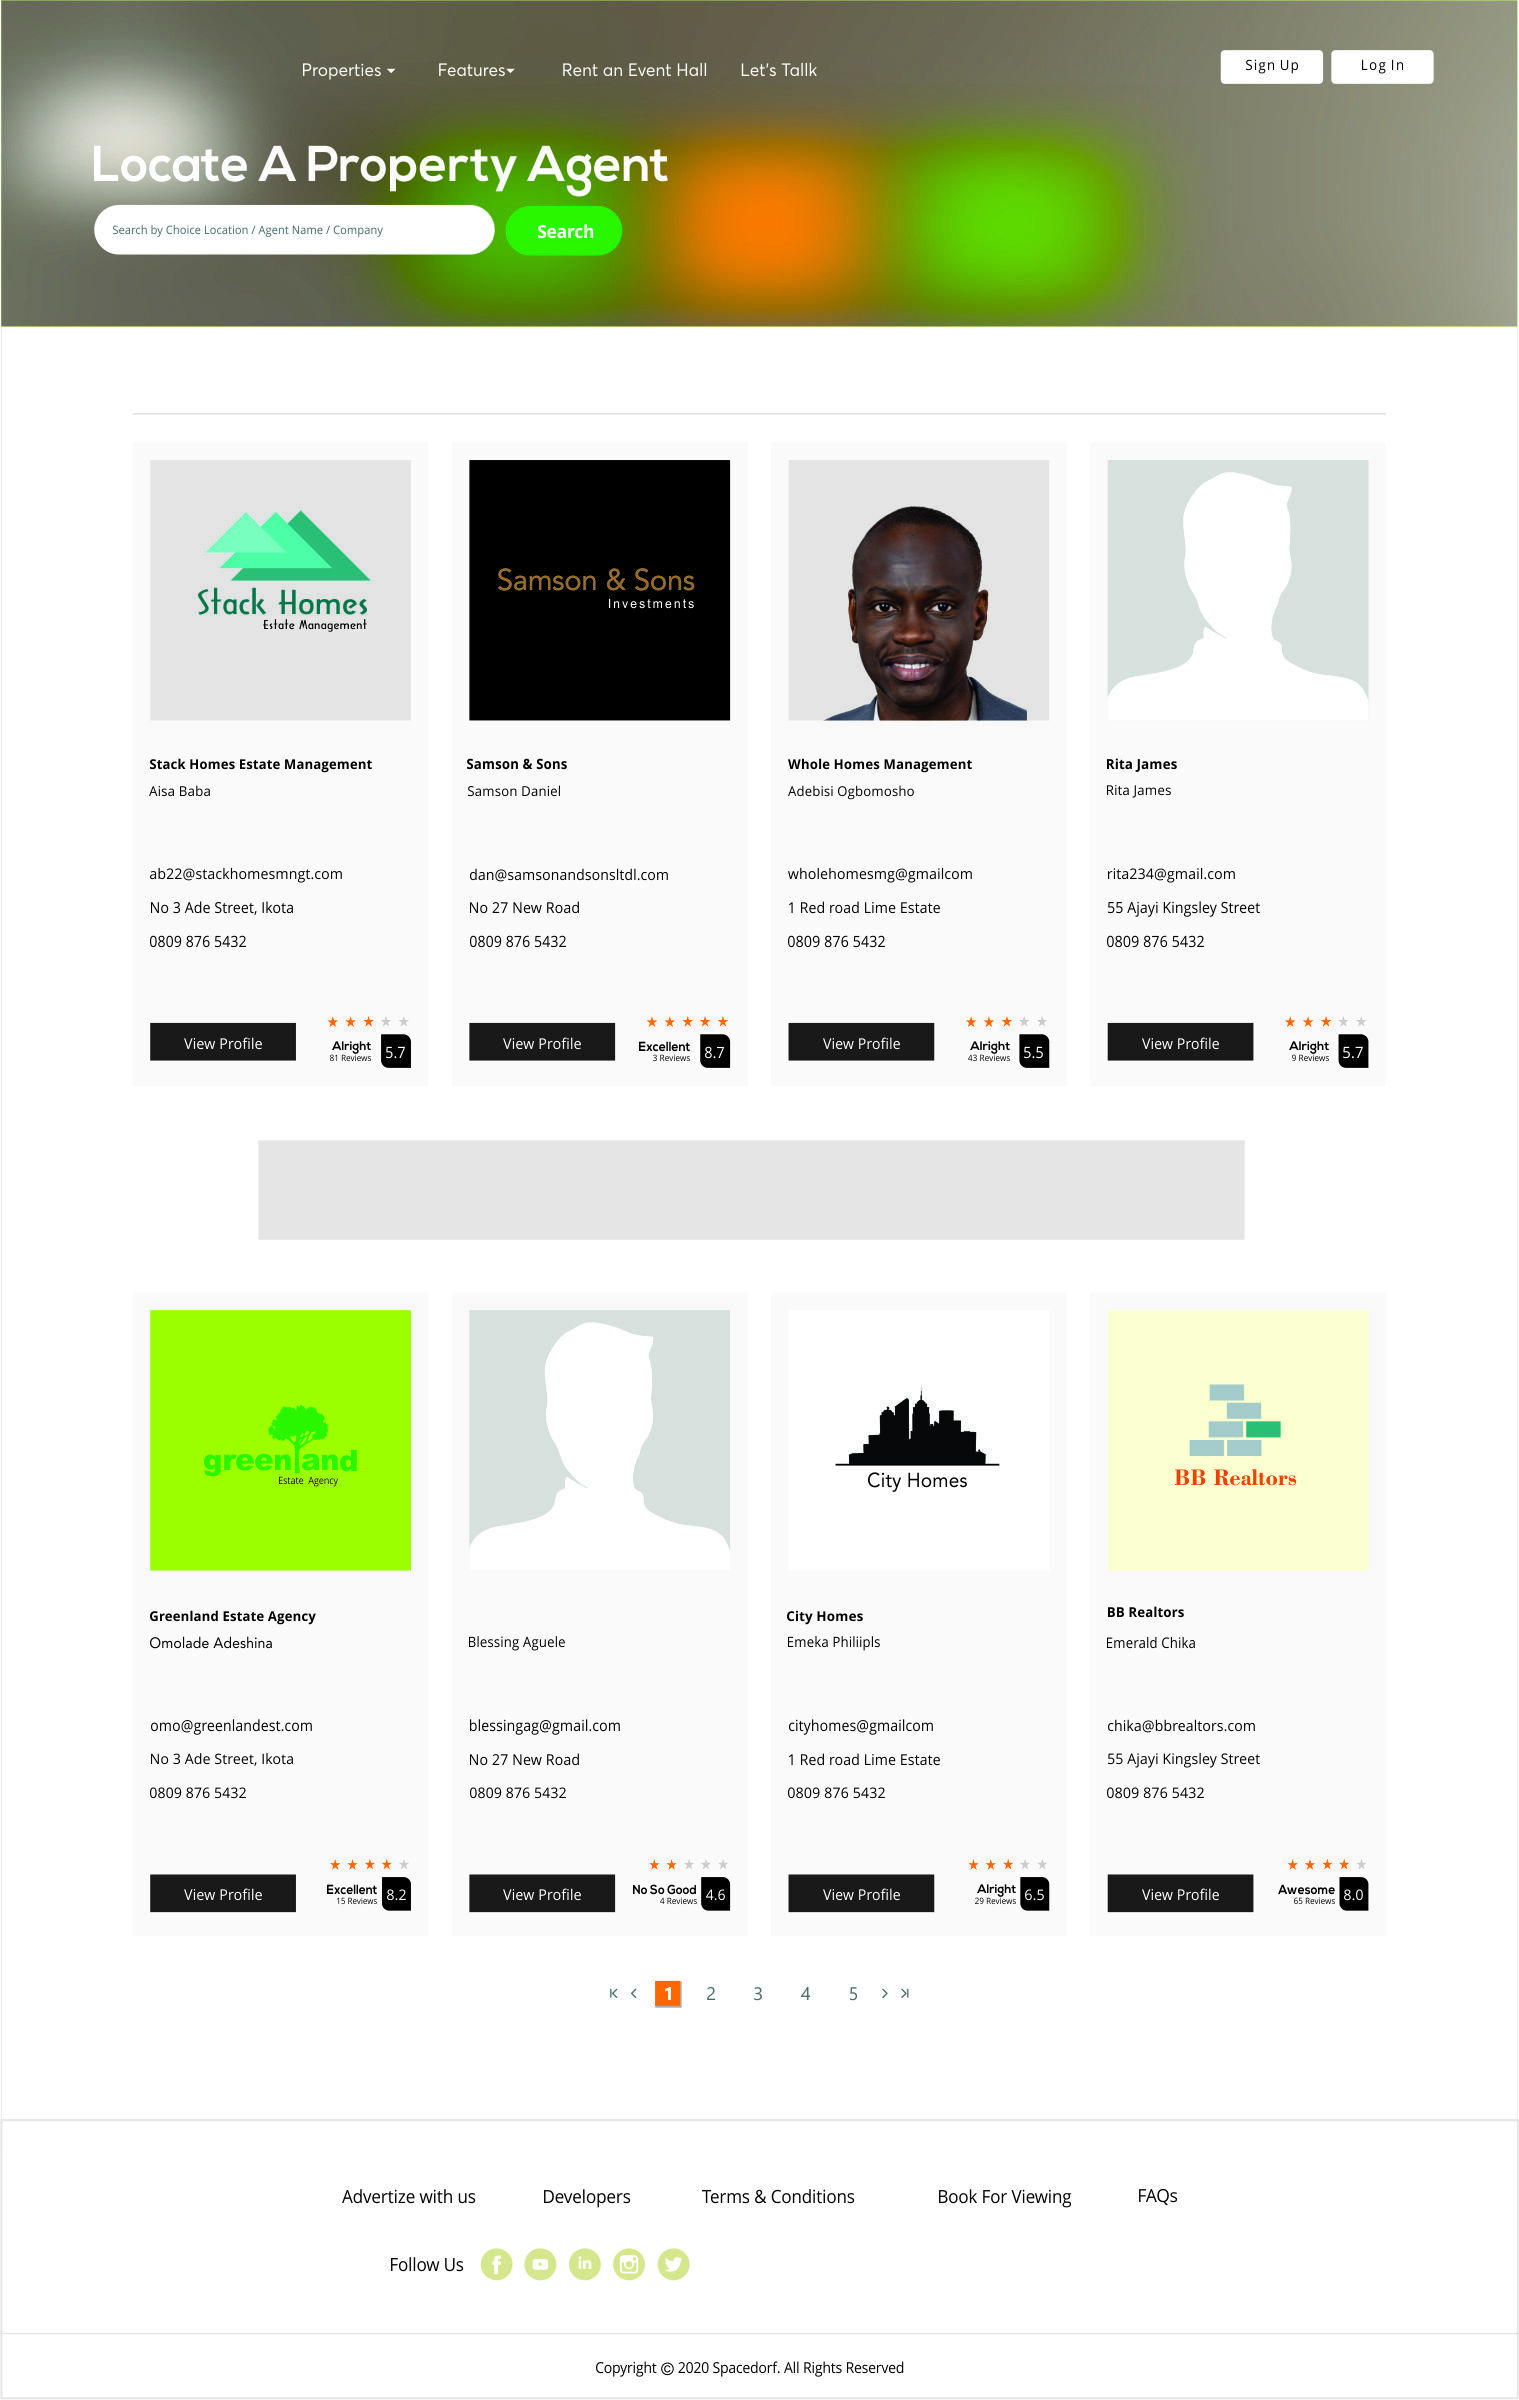 Properties
Features
Rent an Event Hall
Let's Tallk
Sign Up
Log In
Locate A Property Agent
Search by Choice Location / Agent Name / Company
Search
Stack Homes
Estate Management
Stack Homes Estate Management
Aisa Baba
ab22@stackhomesmngt.com
No 3 Ade Street, Ikota
0809 876 5432
View Profile
Alright
81 Reviews
5.7
Samson & Sons
Investments
Samson & Sons
Samson Daniel
dan@samsonandsonsltdl.com
No 27 New Road
0809 876 5432
View Profile
Excellent
3 Reviews
8.7
Whole Homes Management
Adebisi Ogbomosho
wholehomesmg@gmailcom
1 Red road Lime Estate
0809 876 5432
View Profile
Alright
43 Reviews
5.5
Rita James
Rita James
rita234@gmail.com
55 Ajayi Kingsley Street
0809 876 5432
View Profile
Alright
9 Reviews
5.7
greenland
Estate Agency
Greenland Estate Agency
Omolade Adeshina
omo@greenlandest.com
No 3 Ade Street, Ikota
0809 876 5432
View Profile
Excellent
15 Reviews
8.2
Blessing Aguele
blessingag@gmail.com
No 27 New Road
0809 876 5432
View Profile
No So Good
4 Reviews
4.6
City Homes
City Homes
Emeka Philiipls
cityhomes@gmailcom
1 Red road Lime Estate
0809 876 5432
View Profile
Alright
29 Reviews
6.5
BB Realtors
BB Realtors
Emerald Chika
chika@bbrealtors.com
55 Ajayi Kingsley Street
0809 876 5432
View Profile
Awesome
65 Reviews
8.0
1 2 3 4 5
Advertize with us
Developers
Terms & Conditions
Book For Viewing
FAQs
Follow Us
Copyright © 2020 Spacedorf. All Rights Reserved